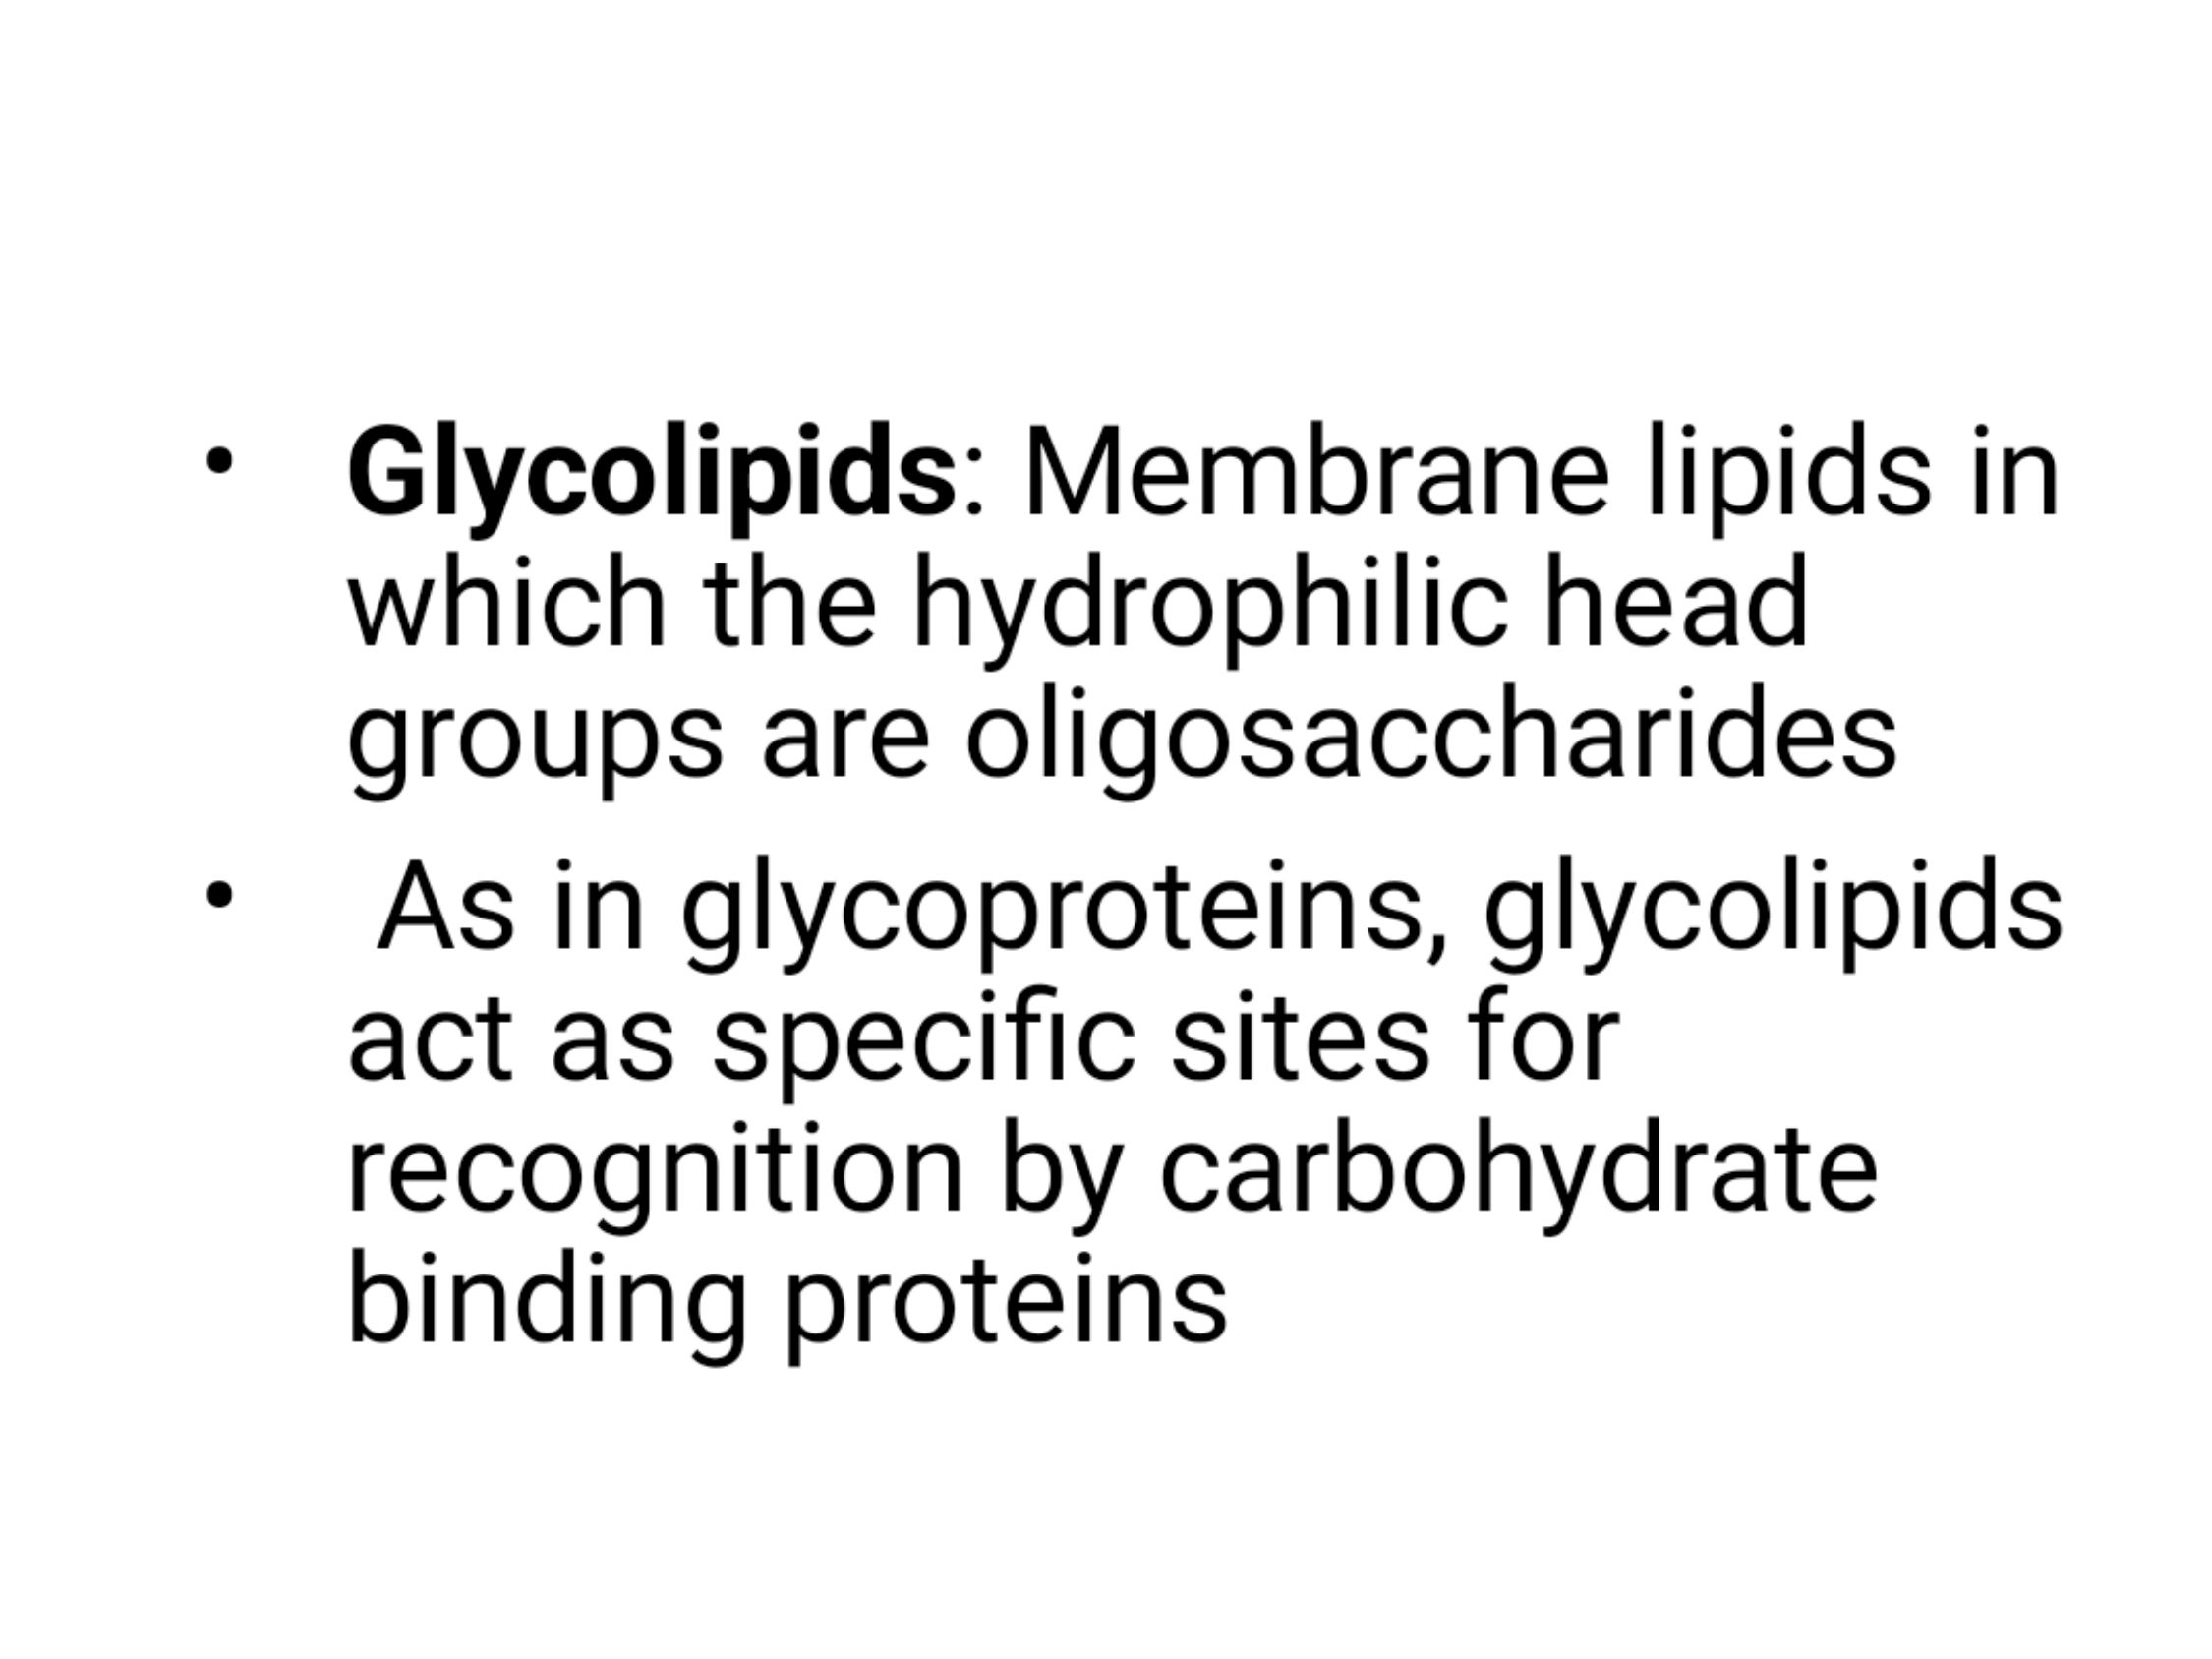 • Glycolipids: Membrane lipids in
which the hydrophilic head
groups are oligosaccharides
• As in glycoproteins, glycolipids
act as specific sites for
recognition by carbohydrate
binding proteins